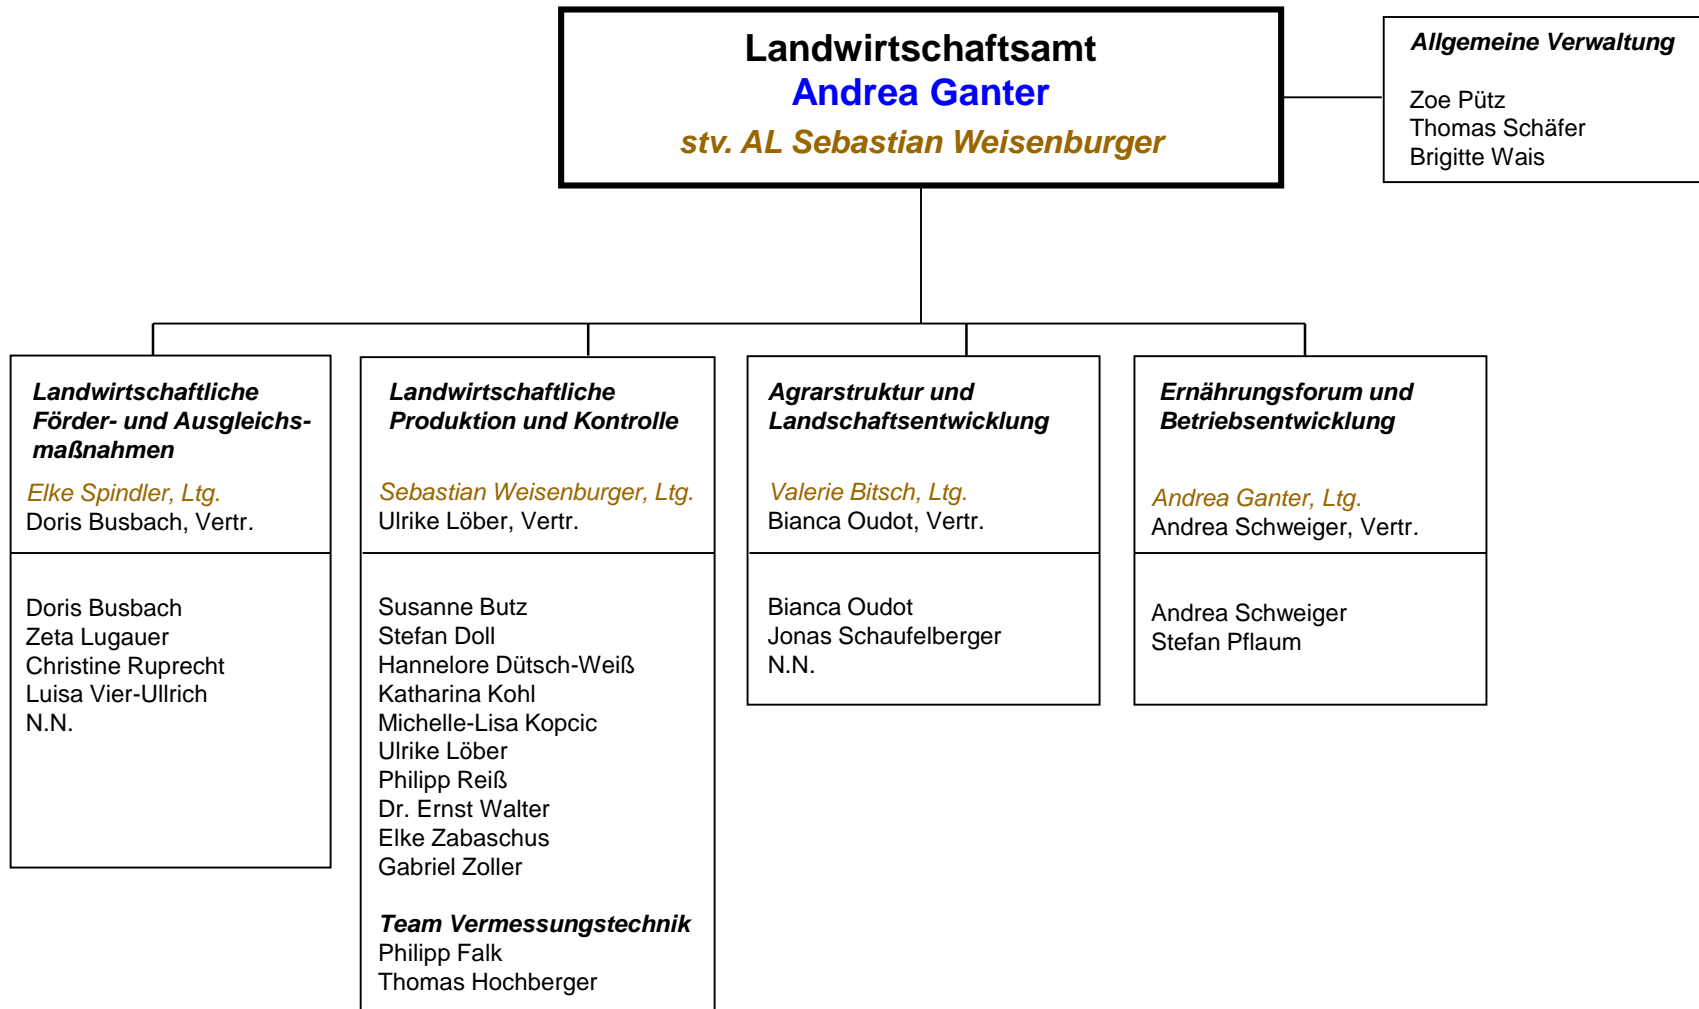 Landwirtschaftsamt
Andrea Ganter
stv. AL Sebastian Weisenburger
Allgemeine Verwaltung
Zoe Pütz
Thomas Schäfer
Brigitte Wais
Landwirtschaftliche
Förder- und Ausgleichs-
maßnahmen
Elke Spindler, Ltg.
Doris Busbach, Vertr.
Doris Busbach
Zeta Lugauer
Christine Ruprecht
Luisa Vier-Ullrich
N.N.
Landwirtschaftliche
Produktion und Kontrolle
Sebastian Weisenburger, Ltg.
Ulrike Löber, Vertr.
Susanne Butz
Stefan Doll
Hannelore Dütsch-Weiß
Katharina Kohl
Michelle-Lisa Kopcic
Ulrike Löber
Philipp Reiß
Dr. Ernst Walter
Elke Zabaschus
Gabriel Zoller
Team Vermessungstechnik
Philipp Falk
Thomas Hochberger
Agrarstruktur und
Landschaftsentwicklung
Valerie Bitsch, Ltg.
Bianca Oudot, Vertr.
Bianca Oudot
Jonas Schaufelberger
N.N.
Ernährungsforum und
Betriebsentwicklung
Andrea Ganter, Ltg.
Andrea Schweiger, Vertr.
Andrea Schweiger
Stefan Pflaum